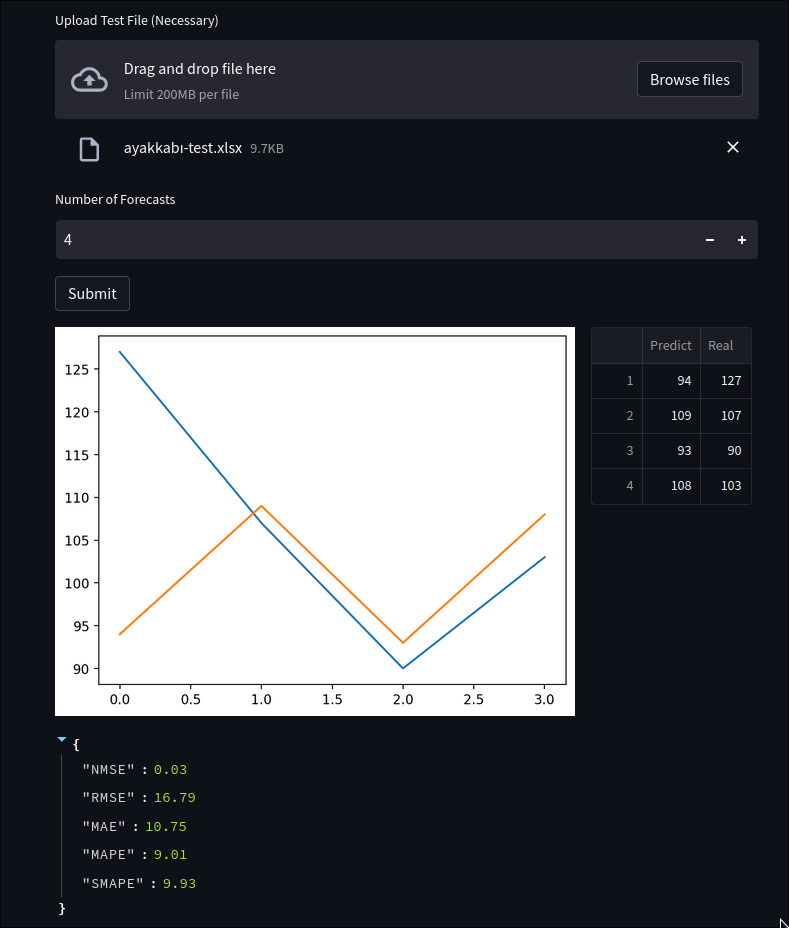 Upload Test File (Necessary)
Drag and drop file here
Limit 200MB per file
Browse files
ayakkabı-test.xlsx 9.7KB
Number of Forecasts
4
Submit
125
120
115
110
105
100
95
90
0.0 0.5 1.0 1.5 2.0 2.5 3.0
Predict Real
1 94 127
2 109 107
3 93 90
4 108 103
{
"NMSE" : 0.03
"RMSE" : 16.79
"MAE" : 10.75
"MAPE" : 9.01
"SMAPE" : 9.93
}